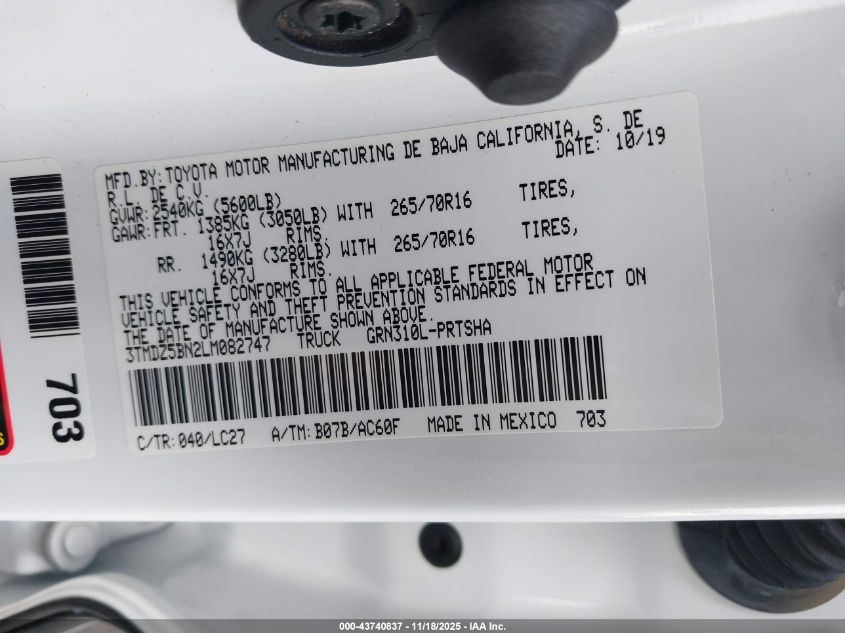 MFD.BY:TOYOTA MOTOR MANUFACTURING DE BAJA CALIFORNIA, S. DE
R.L. DE C.V. DATE: 10/19
GVWR:2540KG (5600LB)
GAWR:FRT. 1385KG (3050LB)WITH 265/70R16 TIRES,
16X7J RIMS,
RR. 1490KG (3280LB)WITH 265/70R16 TIRES,
16X7J RIMS.
THIS VEHICLE CONFORMS TO ALL APPLICABLE FEDERAL MOTOR
VEHICLE SAFETY AND THEFT PREVENTION STANDARDS IN EFFECT ON
THE DATE OF MANUFACTURE SHOWN ABOVE.
3TMDZ5BN2LM082747 TRUCK GRN310L-PRTSHA
C/TR:040/LC27 A/TM:B07B/AC60F MADE IN MEXICO 703
703
000-43740837 - 11/18/2025 - IAA Inc.